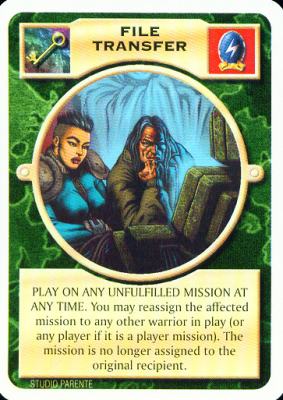 FILE
TRANSFER
PLAY ON ANY UNFULFILLED MISSION AT
ANY TIME. You may reassign the affected
mission to any other warrior in play (or
any player if it is a player mission). The
mission is no longer assigned to the
original recipient.
STUDIO PARENTE